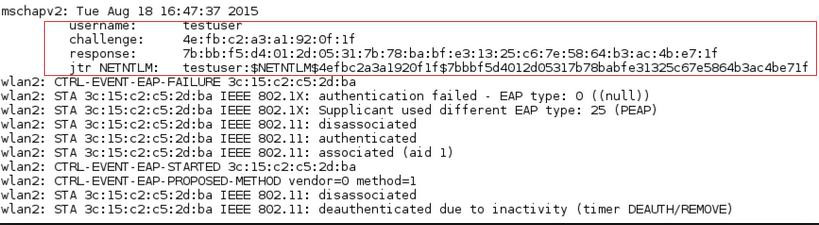 mschapv2: Tue Aug 18 16:47:37 2015
username: testuser
challenge: 4e:fb:c2:a3:a1:92:0f:1f
response: 7b:bb:f5:d4:01:2d:05:31:7b:78:ba:bf:e3:13:25:c6:7e:58:64:b3:ac:4b:e7:1f
jtr NETNTLM: testuser:$NETNTLM$4efbc2a3a1920f1f$7bbbf5d4012d05317b78babfe31325c67e5864b3ac4be71f
wlan2: CTRL-EVENT-EAP-FAILURE 3c:15:c2:c5:2d:ba
wlan2: STA 3c:15:c2:c5:2d:ba IEEE 802.1X: authentication failed - EAP type: 0 ((null))
wlan2: STA 3c:15:c2:c5:2d:ba IEEE 802.1X: Supplicant used different EAP type: 25 (PEAP)
wlan2: STA 3c:15:c2:c5:2d:ba IEEE 802.11: disassociated
wlan2: STA 3c:15:c2:c5:2d:ba IEEE 802.11: authenticated
wlan2: STA 3c:15:c2:c5:2d:ba IEEE 802.11: associated (aid 1)
wlan2: CTRL-EVENT-EAP-STARTED 3c:15:c2:c5:2d:ba
wlan2: CTRL-EVENT-EAP-PROPOSED-METHOD vendor=0 method=1
wlan2: STA 3c:15:c2:c5:2d:ba IEEE 802.11: disassociated
wlan2: STA 3c:15:c2:c5:2d:ba IEEE 802.11: deauthenticated due to inactivity (timer DEAUTH/REMOVE)